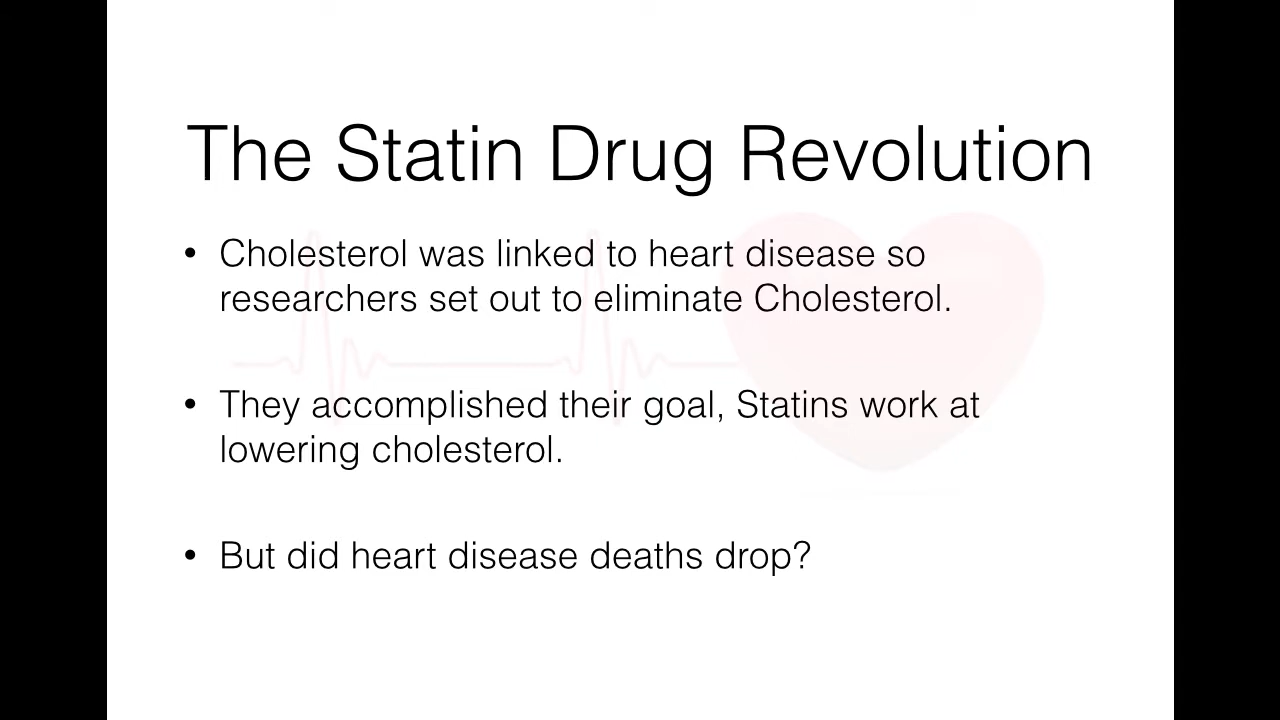 The Statin Drug Revolution
• Cholesterol was linked to heart disease so
researchers set out to eliminate Cholesterol.
• They accomplished their goal, Statins work at
lowering cholesterol.
• But did heart disease deaths drop?